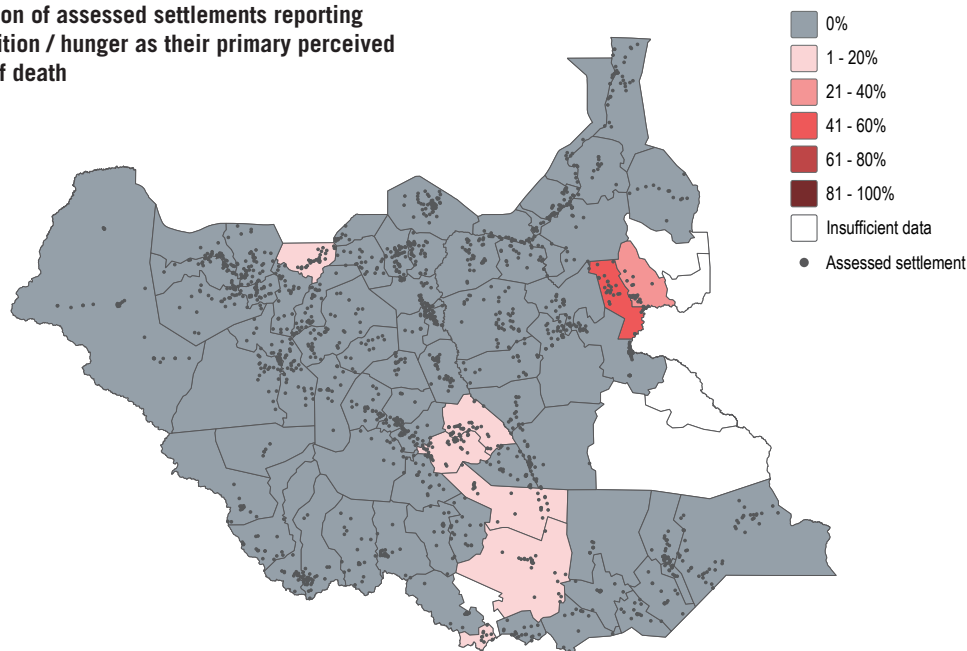 on of assessed settlements reporting
ition / hunger as their primary perceived
f death
0%
1 - 20%
21 - 40%
41 - 60%
61 - 80%
81 - 100%
Insufficient data
Assessed settlement